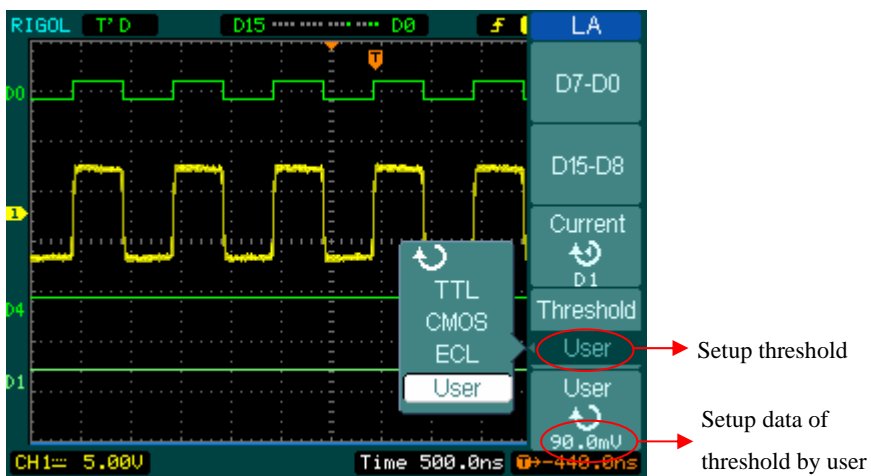 RIGOL T'D D15 D0 LA
D7-D0
D0
D15-D8
1
Current
D1
T
TTL
CMOS
ECL
User
D4
Threshold
User
Setup threshold
D1
User
90.0mV
Setup data of
threshold by user
CH1 5.00V Time 500.0ns T→-440.0ns